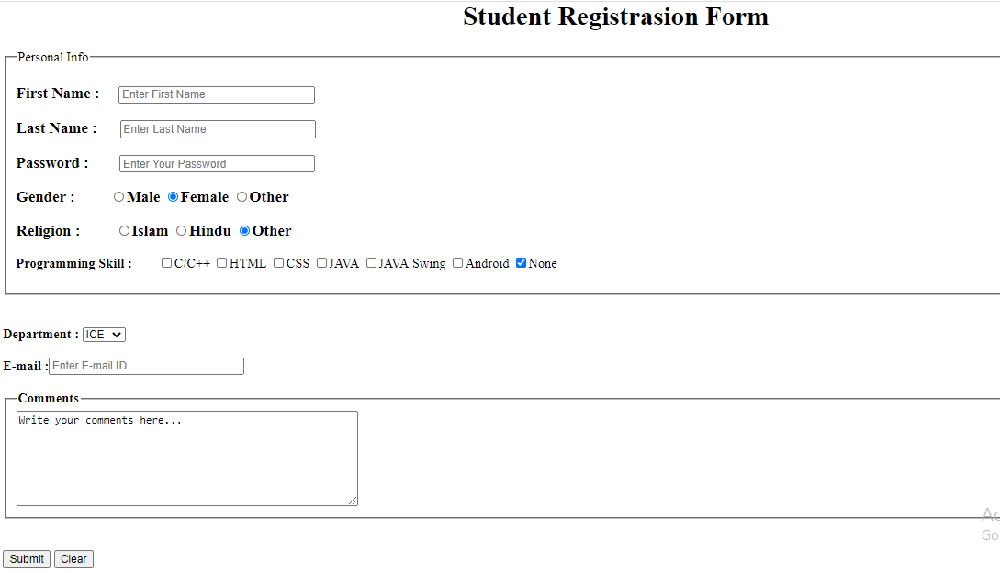 Student Registrasion Form
Personal Info
First Name : Enter First Name
Last Name : Enter Last Name
Password : Enter Your Password
Gender : Male Female Other
Religion : Islam Hindu Other
Programming Skill : C/C++ HTML CSS JAVA JAVA Swing Android None
Department : ICE
E-mail : Enter E-mail ID
Comments
Write your comments here...
Ac
Go
Submit Clear